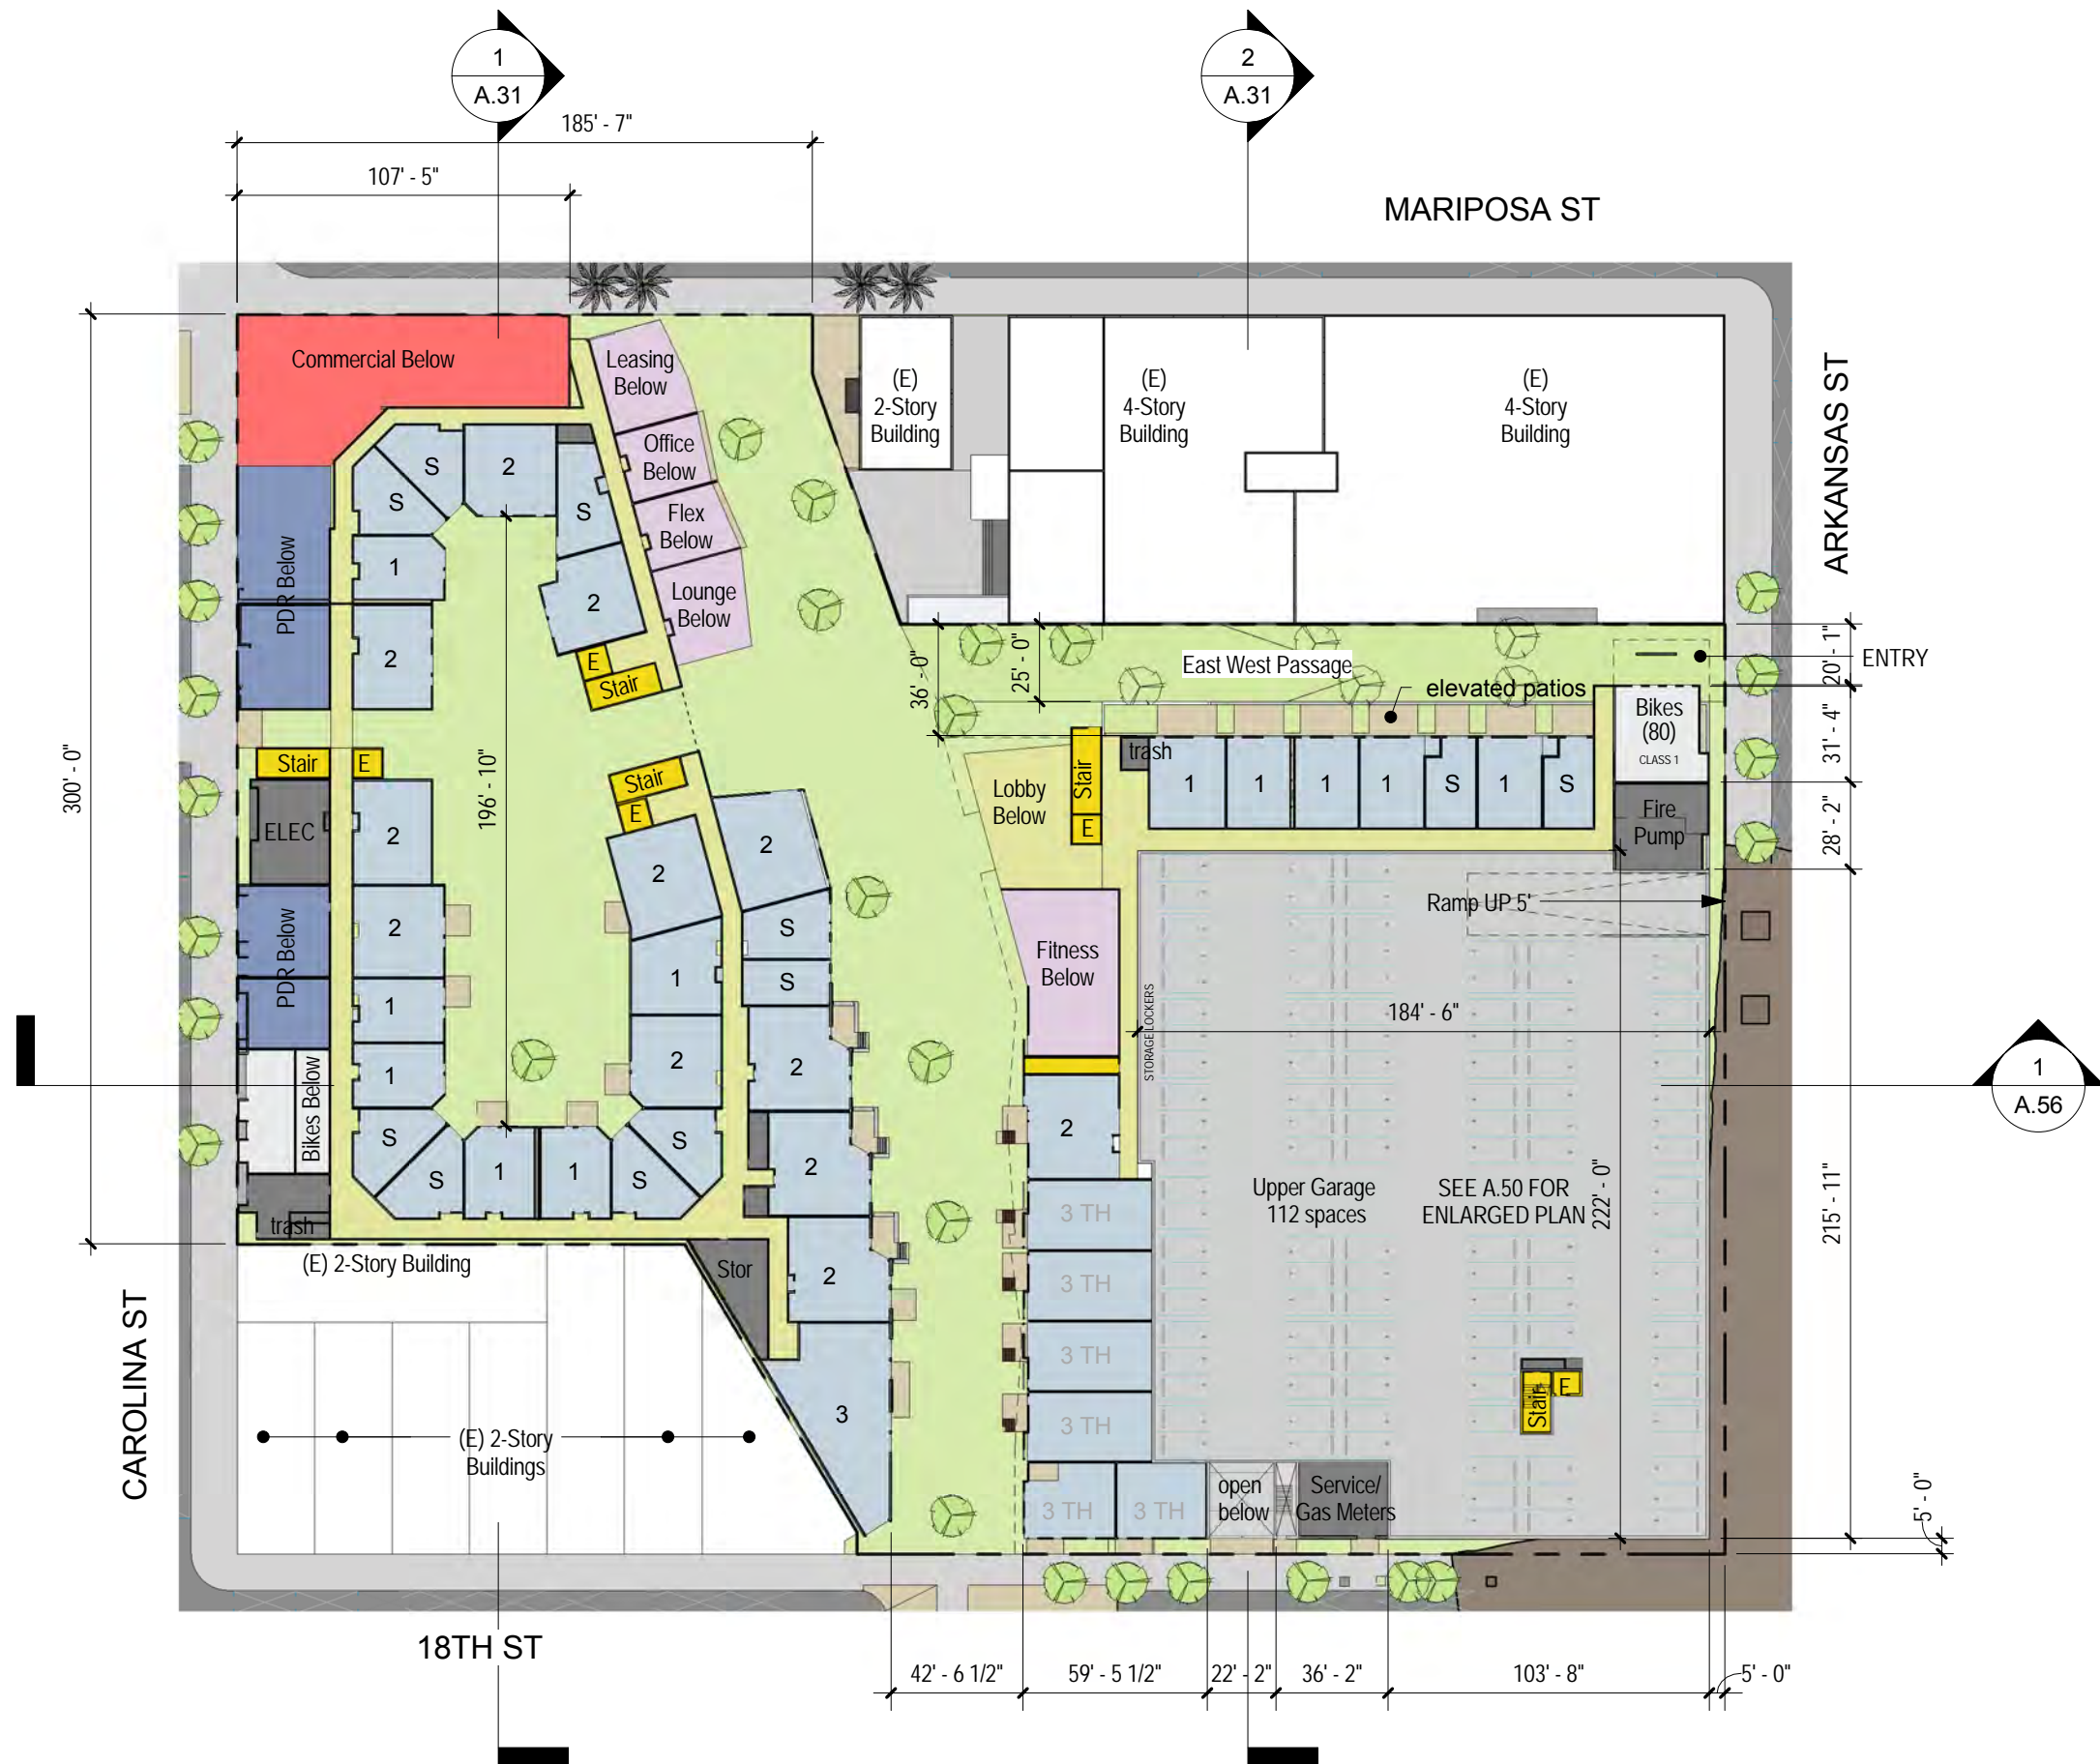 1
A.31
2
A.31
185' - 7"
107' - 5"
MARIPOSA ST
Commercial Below
Leasing
Below
(E)
2-Story
Building
(E)
4-Story
Building
(E)
4-Story
Building
ARKANSAS ST
Office
Below
S
2
S
S
Flex
Below
PDR Below
1
2
Lounge
Below
2
E
Stair
36' - 0"
25' - 0"
East West Passage
elevated patios
20' - 1"
ENTRY
Bikes
(80)
CLASS 1
31' - 4"
300' - 0"
Stair
E
196' - 10"
Stair
E
trash
Stair
E
Lobby
Below
1
1
1
1
S
1
S
Fire
Pump
28' - 2"
ELEC
2
2
2
Ramp UP 5'
PDR Below
2
S
Fitness
Below
1
S
1
STORAGE LOCKERS
184' - 6"
Bikes Below
1
2
2
1
A.56
2
S
S
1
1
S
S
2
Upper Garage
112 spaces
SEE A.50 FOR
ENLARGED PLAN
222' - 0"
215' - 11"
3 TH
trash
(E) 2-Story Building
Stor
2
3 TH
3 TH
3 TH
CAROLINA ST
3
(E) 2-Story
Buildings
Stair
E
3 TH
3 TH
open
below
Service/
Gas Meters
5' - 0"
18TH ST
42' - 6 1/2"
59' - 5 1/2"
22' - 2"
36' - 2"
103' - 8"
5' - 0"